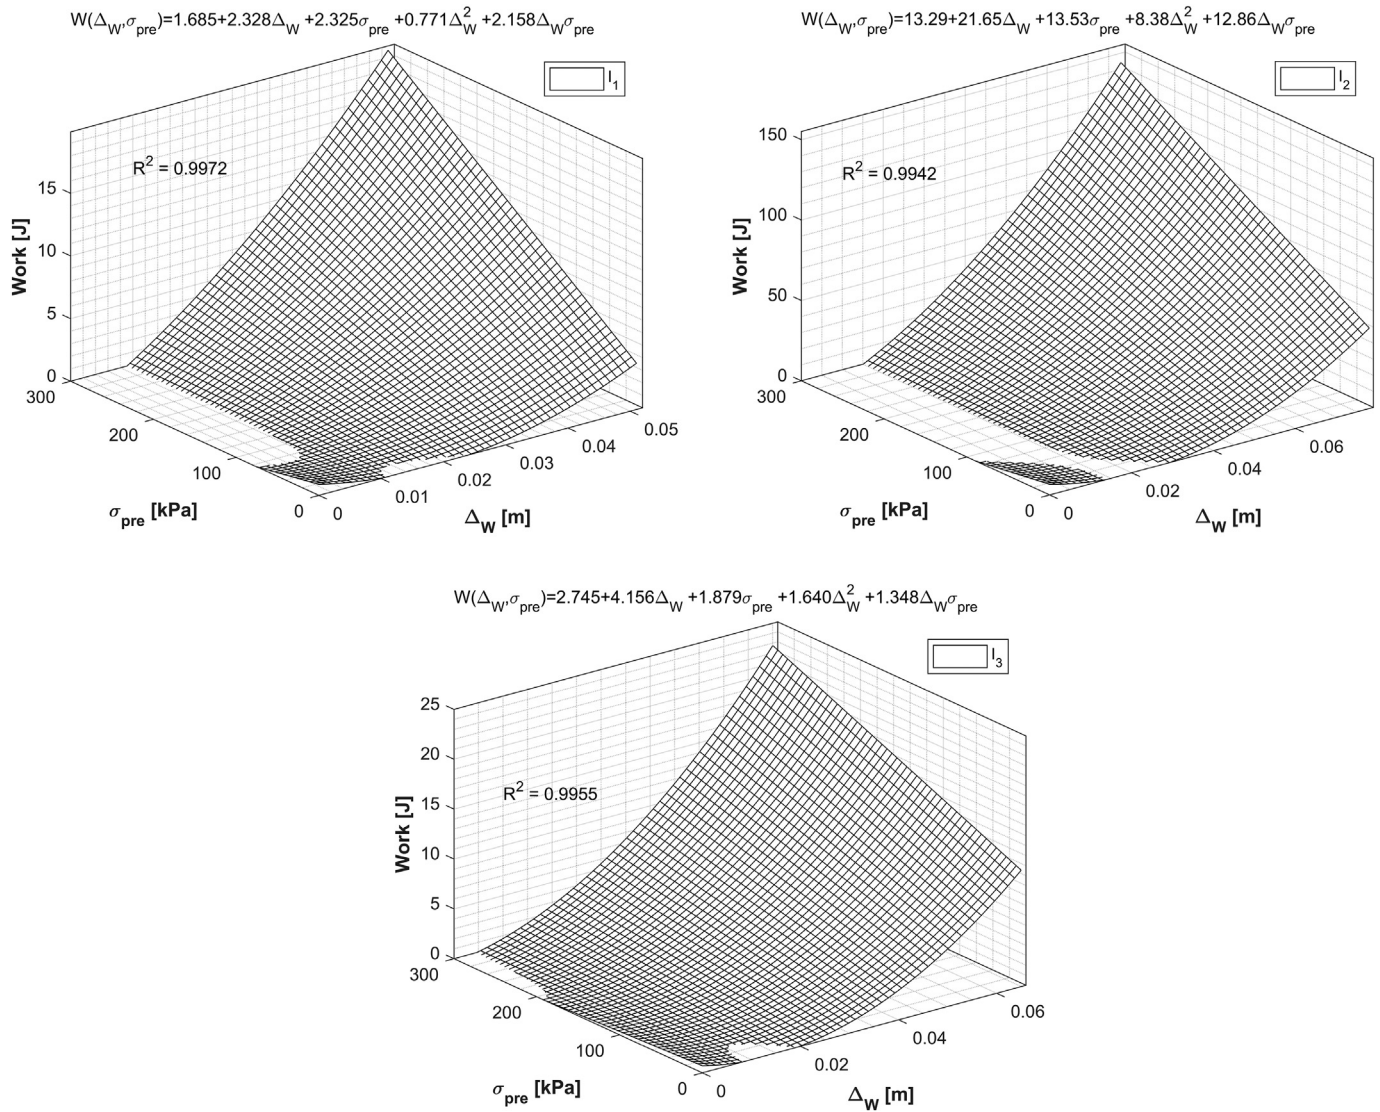 W(Δ_W,σ_pre)=1.685+2.328Δ_W +2.325σ_pre +0.771Δ_W^2 +2.158Δ_Wσ_pre
l_1
R^2 = 0.9972
15
10
5
0
Work [J]
300
200
100
0
σ_pre [kPa]
0
0.01
0.02
0.03
0.04
0.05
Δ_W [m]
W(Δ_W,σ_pre)=13.29+21.65Δ_W +13.53σ_pre +8.38Δ_W^2 +12.86Δ_Wσ_pre
l_2
R^2 = 0.9942
150
100
50
0
Work [J]
300
200
100
0
σ_pre [kPa]
0
0.02
0.04
0.06
Δ_W [m]
W(Δ_W,σ_pre)=2.745+4.156Δ_W +1.879σ_pre +1.640Δ_W^2 +1.348Δ_Wσ_pre
l_3
R^2 = 0.9955
25
20
15
10
5
0
Work [J]
300
200
100
0
σ_pre [kPa]
0
0.02
0.04
0.06
Δ_W [m]